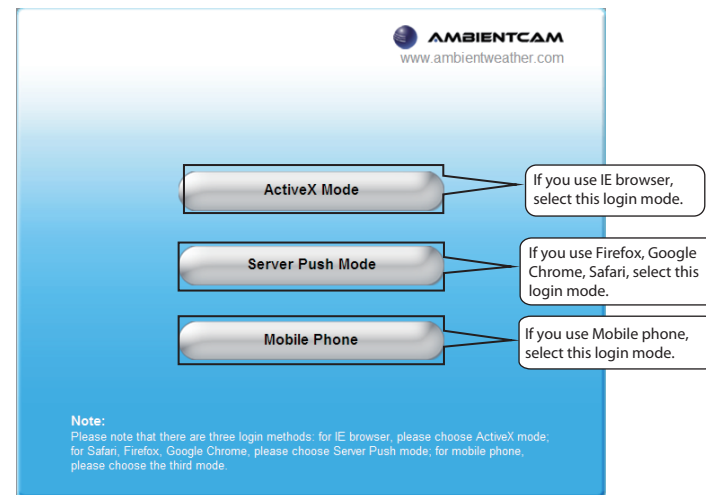 AMBIENTCAM
www.ambientweather.com
ActiveX Mode
If you use IE browser,
select this login mode.
Server Push Mode
If you use Firefox, Google
Chrome, Safari, select this
login mode.
Mobile Phone
If you use Mobile phone,
select this login mode.
Note:
Please note that there are three login methods: for IE browser, please choose ActiveX mode;
for Safari, Firefox, Google Chrome, please choose Server Push mode; for mobile phone,
please choose the third mode.